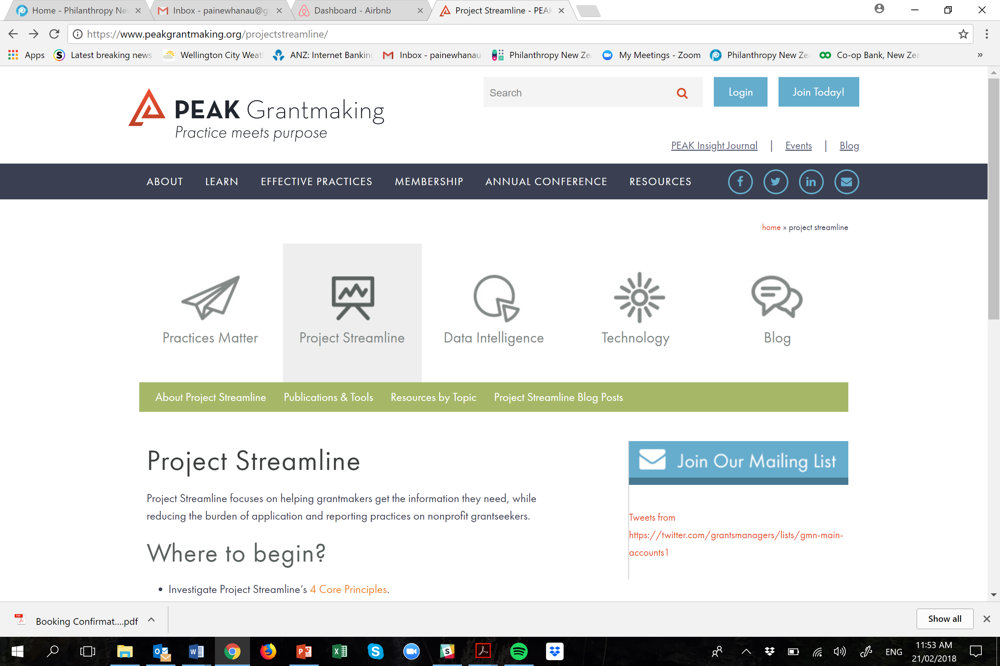 Home - Philanthropy Ne
Inbox - painewhanau@g
Dashboard - Airbnb
Project Streamline - PEAK
https://www.peakgrantmaking.org/projectstreamline/
Apps
Latest breaking news
Wellington City Weat
ANZ: Internet Banking
Inbox - painewhanau
Philanthropy New Ze
My Meetings - Zoom
Philanthropy New Ze
Co-op Bank, New Zea
»
PEAK Grantmaking
Practice meets purpose
Search
Login
Join Today!
PEAK Insight Journal | Events | Blog
ABOUT LEARN EFFECTIVE PRACTICES MEMBERSHIP ANNUAL CONFERENCE RESOURCES
home » project streamline
Practices Matter
Project Streamline
Data Intelligence
Technology
Blog
About Project Streamline Publications & Tools Resources by Topic Project Streamline Blog Posts
Project Streamline
Project Streamline focuses on helping grantmakers get the information they need, while
reducing the burden of application and reporting practices on nonprofit grantseekers.
Where to begin?
• Investigate Project Streamline’s 4 Core Principles.
Join Our Mailing List
Tweets from
https://twitter.com/grantsmanagers/lists/gmn-main-
accounts1
Booking Confirmat....pdf
Show all
ENG
11:53 AM
21/02/2018